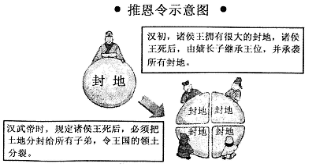 • 推恩令示意图 •
汉初，诸侯王拥有很大的封地，诸侯
王死后，由嫡长子继承王位，并承袭
所有封地。
封地
封地 封地
封地 封地
汉武帝时，规定诸侯王死后，必须把
土地分封给所有子弟，令王国的领土
分裂。